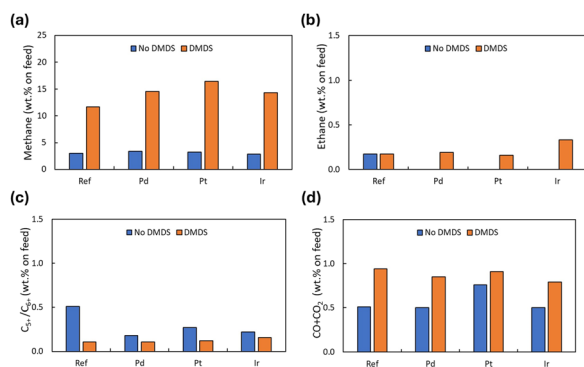 (a)
Methane (wt.% on feed)
25
20
15
10
5
0
No DMDS
DMDS
Ref
Pd
Pt
Ir
(b)
Ethane (wt.% on feed)
1.5
1.0
0.5
0.0
No DMDS
DMDS
Ref
Pd
Pt
Ir
(c)
C5+/C6+ (wt.% on feed)
1.5
1.0
0.5
0.0
No DMDS
DMDS
Ref
Pd
Pt
Ir
(d)
CO+CO2 (wt.% on feed)
1.5
1.0
0.5
0.0
No DMDS
DMDS
Ref
Pd
Pt
Ir